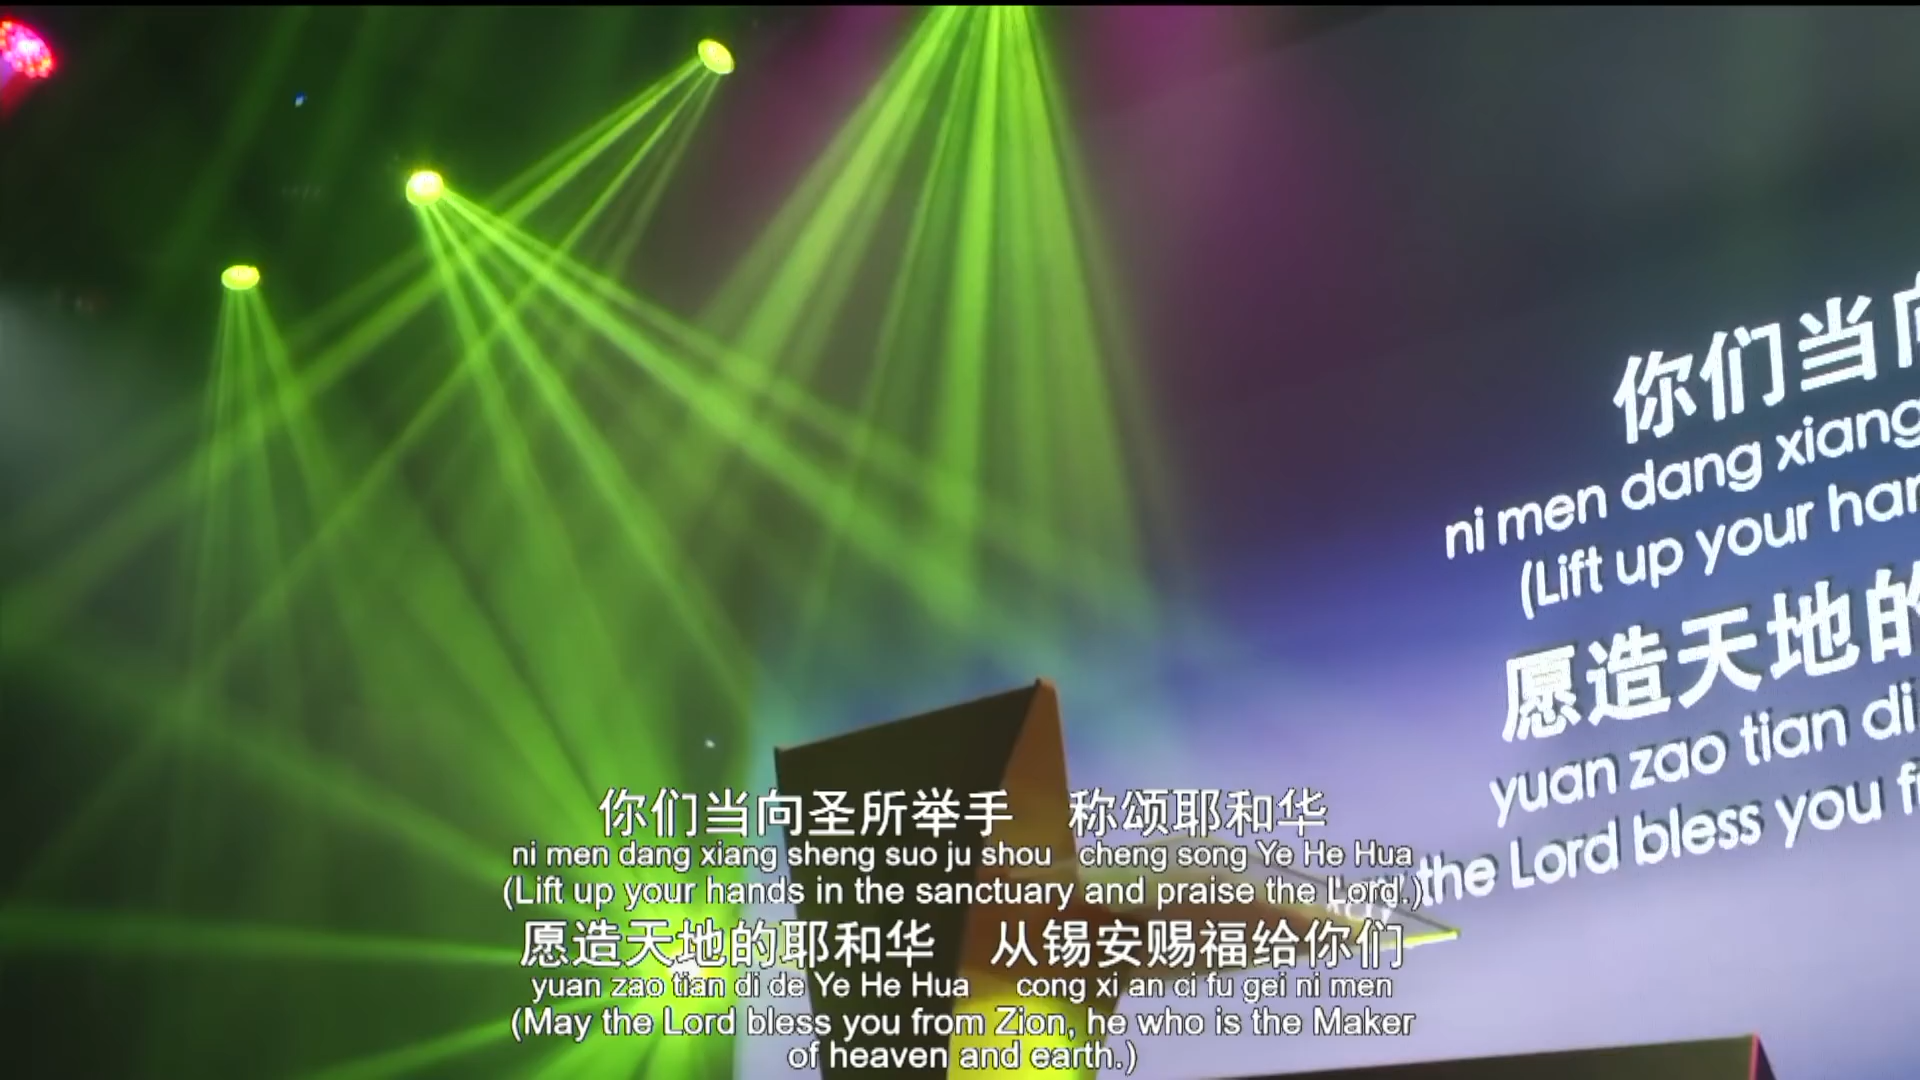 你们当向
ni men dang xiang
(Lift up your han
愿造天地的
yuan zao tian di
the Lord bless you f
你们当向圣所举手 称颂耶和华
ni men dang xiang sheng suo ju shou cheng song Ye He Hua
(Lift up your hands in the sanctuary and praise the Lord.)
愿造天地的耶和华 从锡安赐福给你们
yuan zao tian di de Ye He Hua cong xi an ci fu gei ni men
(May the Lord bless you from Zion, he who is the Maker
of heaven and earth.)